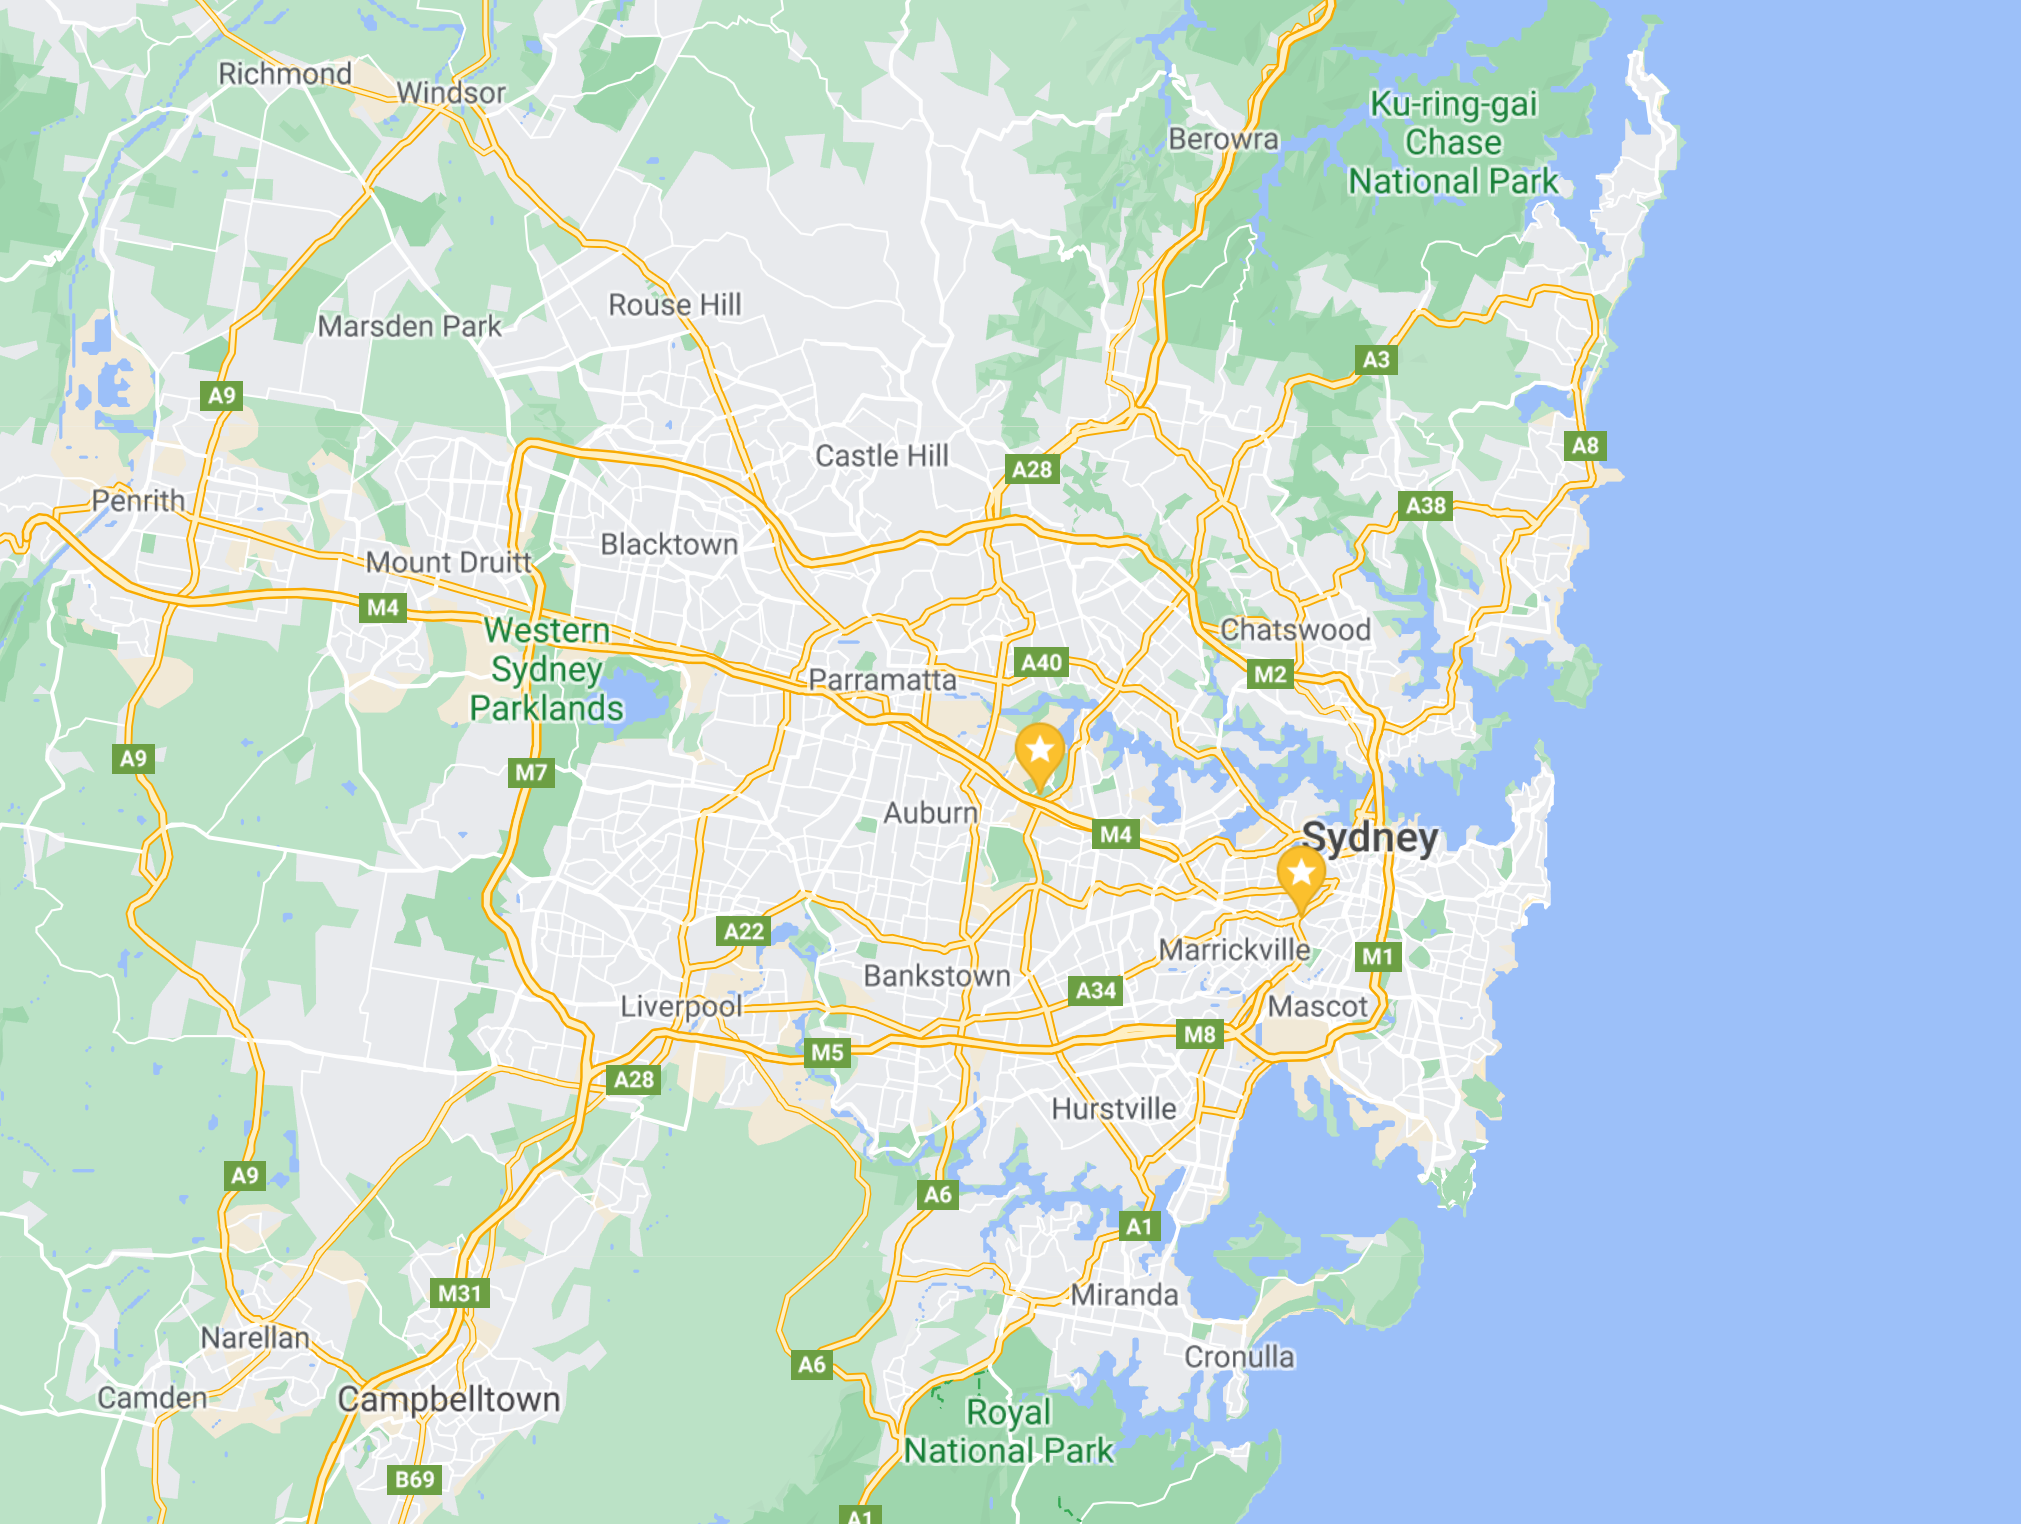 Richmond
Windsor
Ku-ring-gai
Chase
National Park
Berowra
Rouse Hill
Marsden Park
A3
A9
A8
Castle Hill
A28
Penrith
A38
Blacktown
Mount Druitt
M4
Western
Sydney
Parklands
Chatswood
A40
M2
Parramatta
A9
M7
Auburn
M4
Sydney
A22
Marrickville
M1
Bankstown
A34
Liverpool
Mascot
M8
M5
A28
Hurstville
A9
A6
A1
M31
Miranda
Narellan
Cronulla
A6
Camden
Campbelltown
Royal
National Park
B69
A1